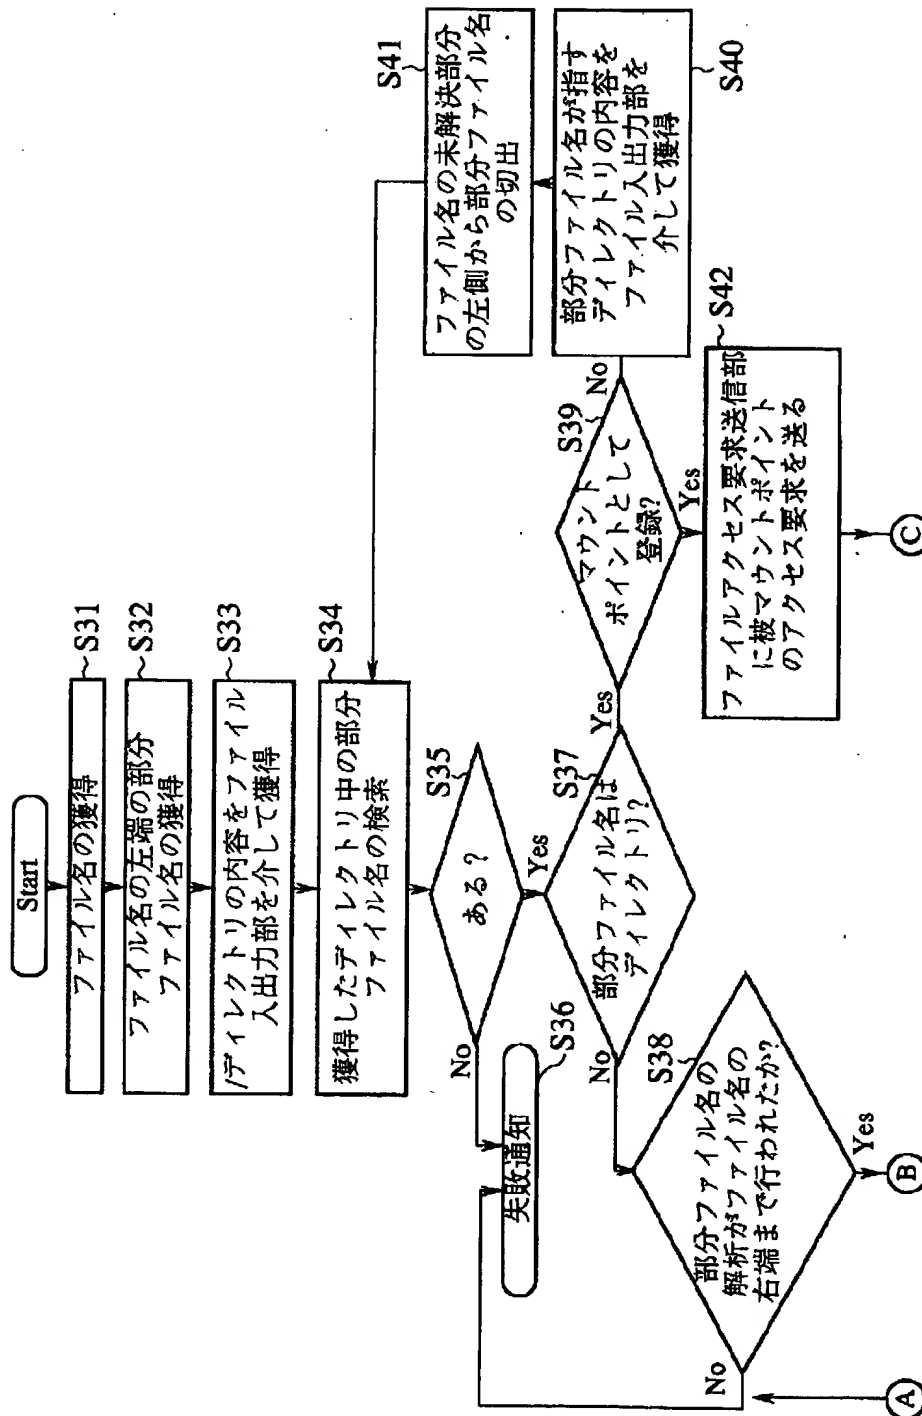 Start
ファイル名の獲得
S31
ファイル名の左端の部分
ファイル名の獲得
S32
/ディレクトリの内容をファイル
入出力部を介して獲得
S33
獲得したディレクトリ中の部分
ファイル名の検索
S34
ある?
S35
No
Yes
失敗通知
S36
部分ファイル名は
ディレクトリ?
S37
No
Yes
部分ファイル名の
解析がファイル名の
右端まで行われたか?
S38
No
Yes
A
B
マウント
ポイントとして
登録?
S39
No
Yes
部分ファイル名が指す
ディレクトリの内容を
ファイル入出力部を
介して獲得
S40
ファイル名の未解決部分
の左側から部分ファイル名
の切出
S41
ファイルアクセス要求送信部
に被マウントポイント
のアクセス要求を送る
S42
C